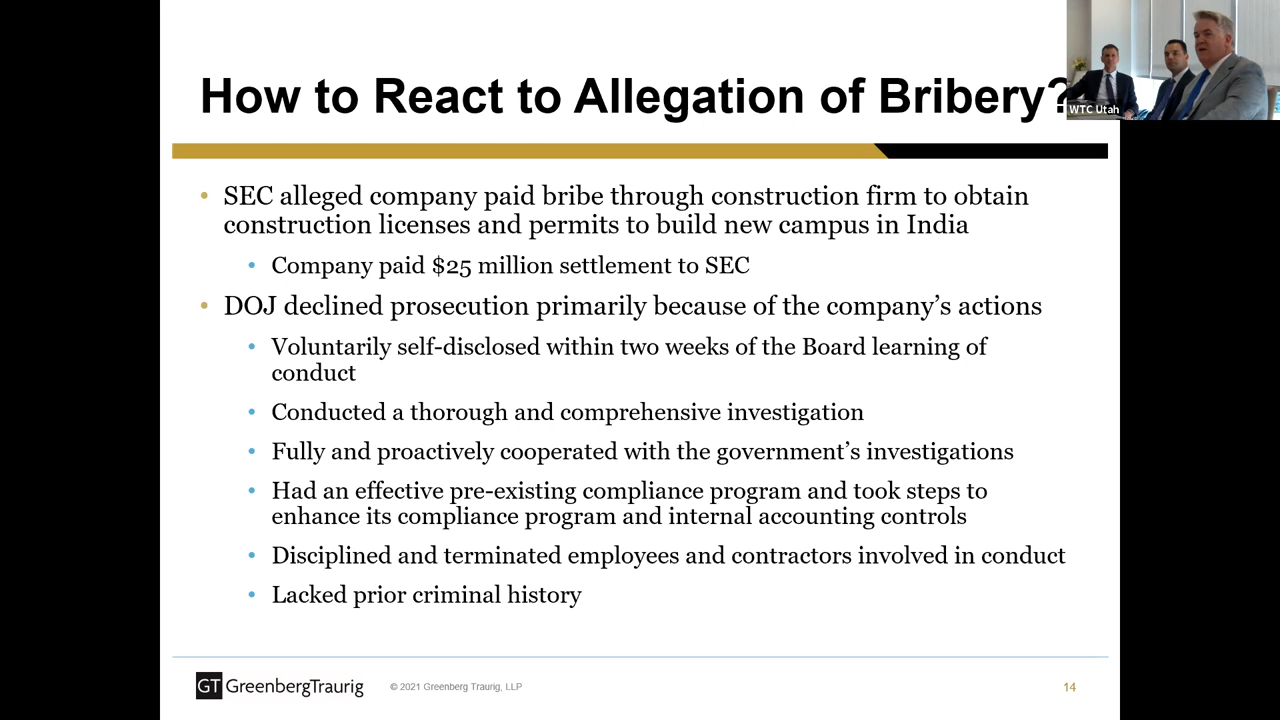 How to React to Allegation of Bribery?
WTC Utah
• SEC alleged company paid bribe through construction firm to obtain
construction licenses and permits to build new campus in India
• Company paid $25 million settlement to SEC
• DOJ declined prosecution primarily because of the company's actions
• Voluntarily self-disclosed within two weeks of the Board learning of
conduct
• Conducted a thorough and comprehensive investigation
• Fully and proactively cooperated with the government's investigations
• Had an effective pre-existing compliance program and took steps to
enhance its compliance program and internal accounting controls
• Disciplined and terminated employees and contractors involved in conduct
• Lacked prior criminal history
GT GreenbergTraurig
© 2021 Greenberg Traurig, LLP
14